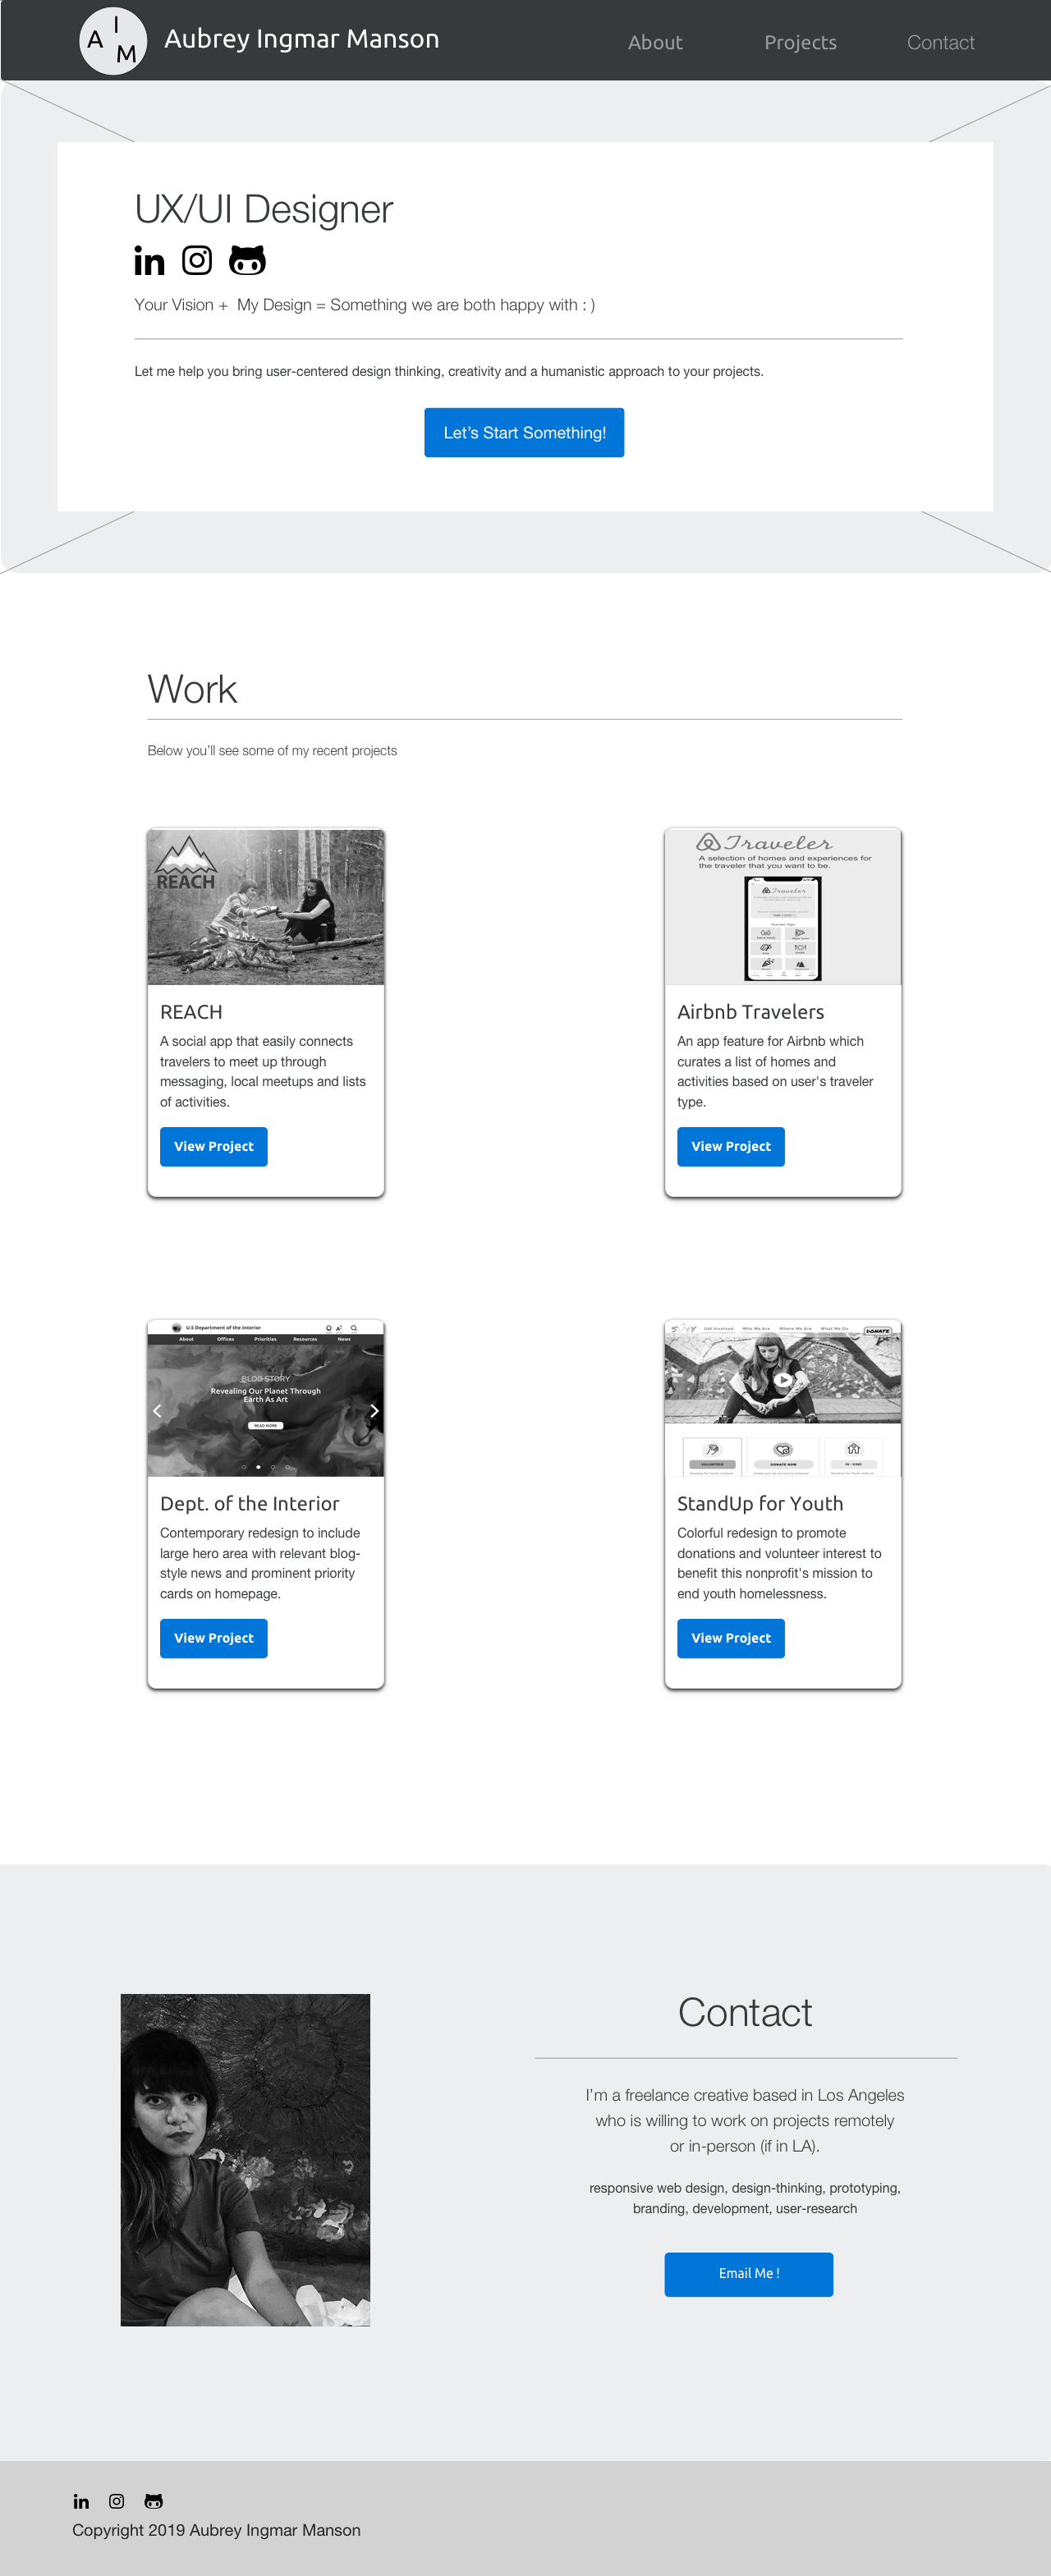 A I M
Aubrey Ingmar Manson
About Projects Contact
UX/UI Designer
in
Your Vision + My Design = Something we are both happy with : )
Let me help you bring user-centered design thinking, creativity and a humanistic approach to your projects.
Let’s Start Something!
Work
Below you’ll see some of my recent projects
REACH
REACH
A social app that easily connects
travelers to meet up through
messaging, local meetups and lists
of activities.
View Project
Traveler
A selection of homes and experiences for
the traveler that you want to be.
Traveler
Airbnb Travelers
An app feature for Airbnb which
curates a list of homes and
activities based on user's traveler
type.
View Project
U.S Department of the Interior
About Offices Priorities Resources News
BLOG STORY
Revealing Our Planet Through
Earth As Art
READ MORE
Dept. of the Interior
Contemporary redesign to include
large hero area with relevant blog-
style news and prominent priority
cards on homepage.
View Project
Get Involved Who We Are Where We Are What We Do DONATE
VOLUNTEER DONATE NOW IN - KIND
StandUp for Youth
Colorful redesign to promote
donations and volunteer interest to
benefit this nonprofit's mission to
end youth homelessness.
View Project
Contact
I'm a freelance creative based in Los Angeles
who is willing to work on projects remotely
or in-person (if in LA).
responsive web design, design-thinking, prototyping,
branding, development, user-research
Email Me !
in
Copyright 2019 Aubrey Ingmar Manson